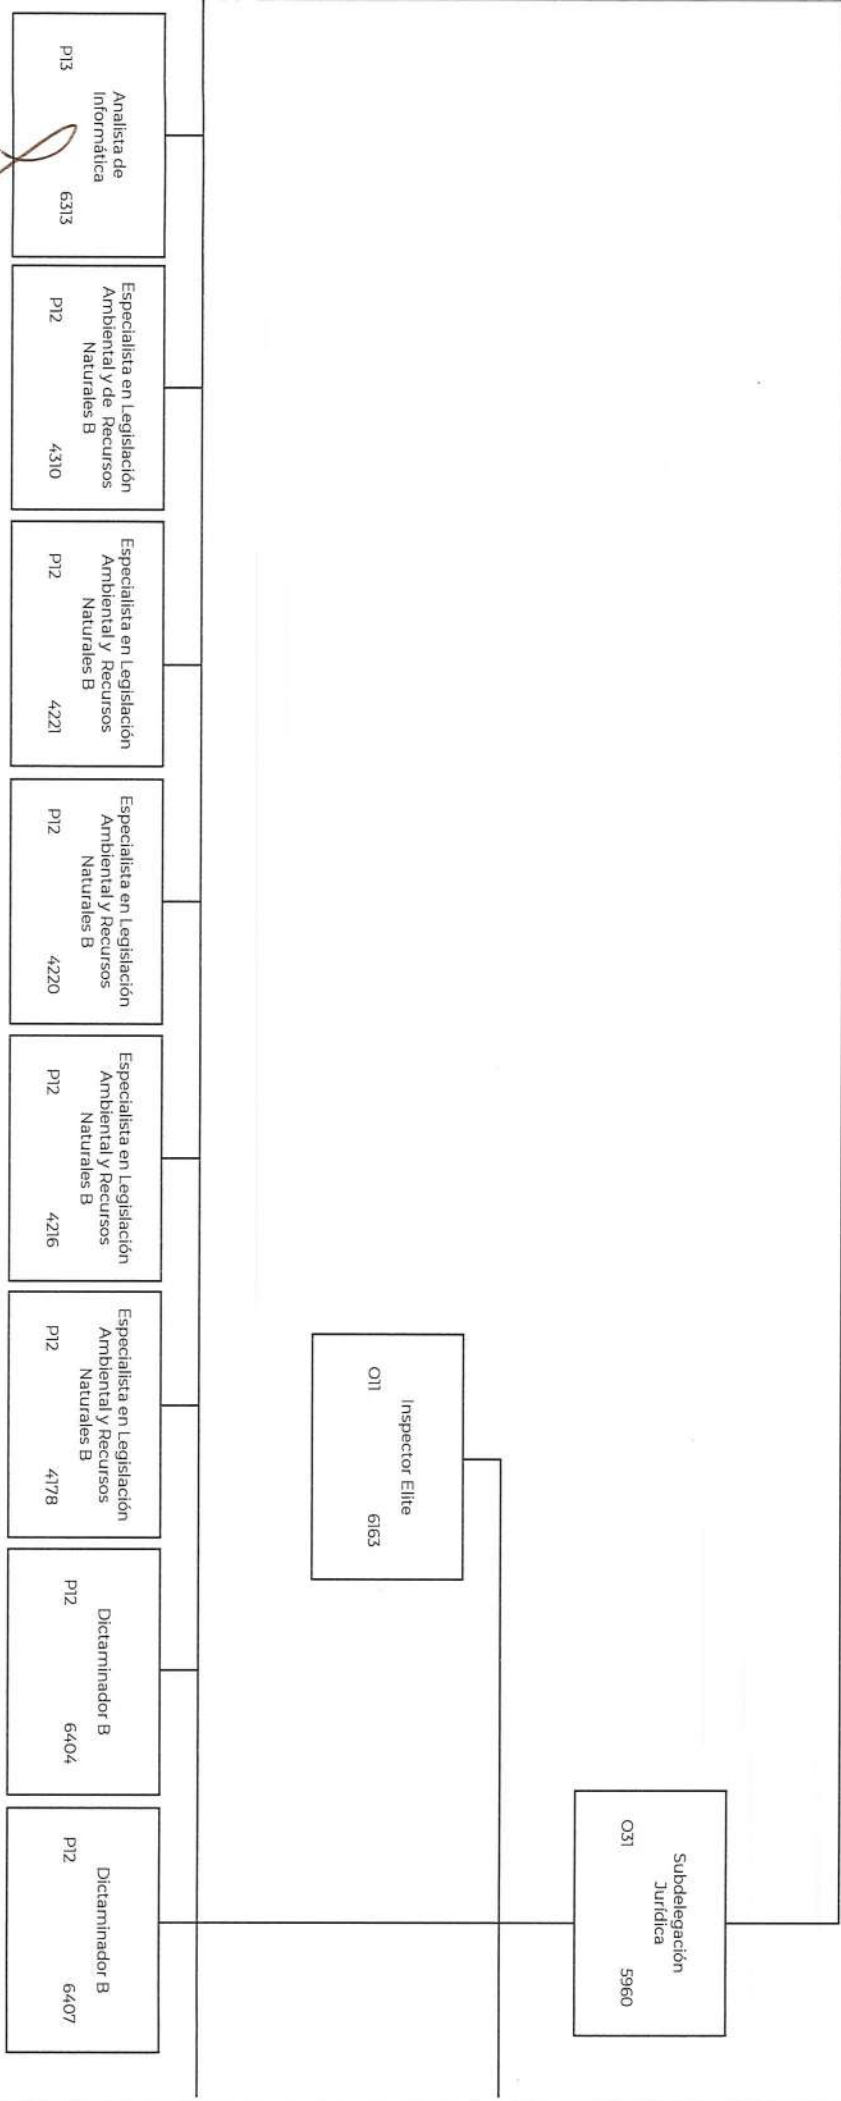 Subdelegación
Jurídica
O31 5960
Inspector Elite
O11 6163
Analista de
Informática
P13 6313
Especialista en Legislación
Ambiental y de Recursos
Naturales B
P12 4310
Especialista en Legislación
Ambiental y Recursos
Naturales B
P12 4221
Especialista en Legislación
Ambiental y Recursos
Naturales B
P12 4220
Especialista en Legislación
Ambiental y Recursos
Naturales B
P12 4216
Especialista en Legislación
Ambiental y Recursos
Naturales B
P12 4178
Dictaminador B
P12 6404
Dictaminador B
P12 6407